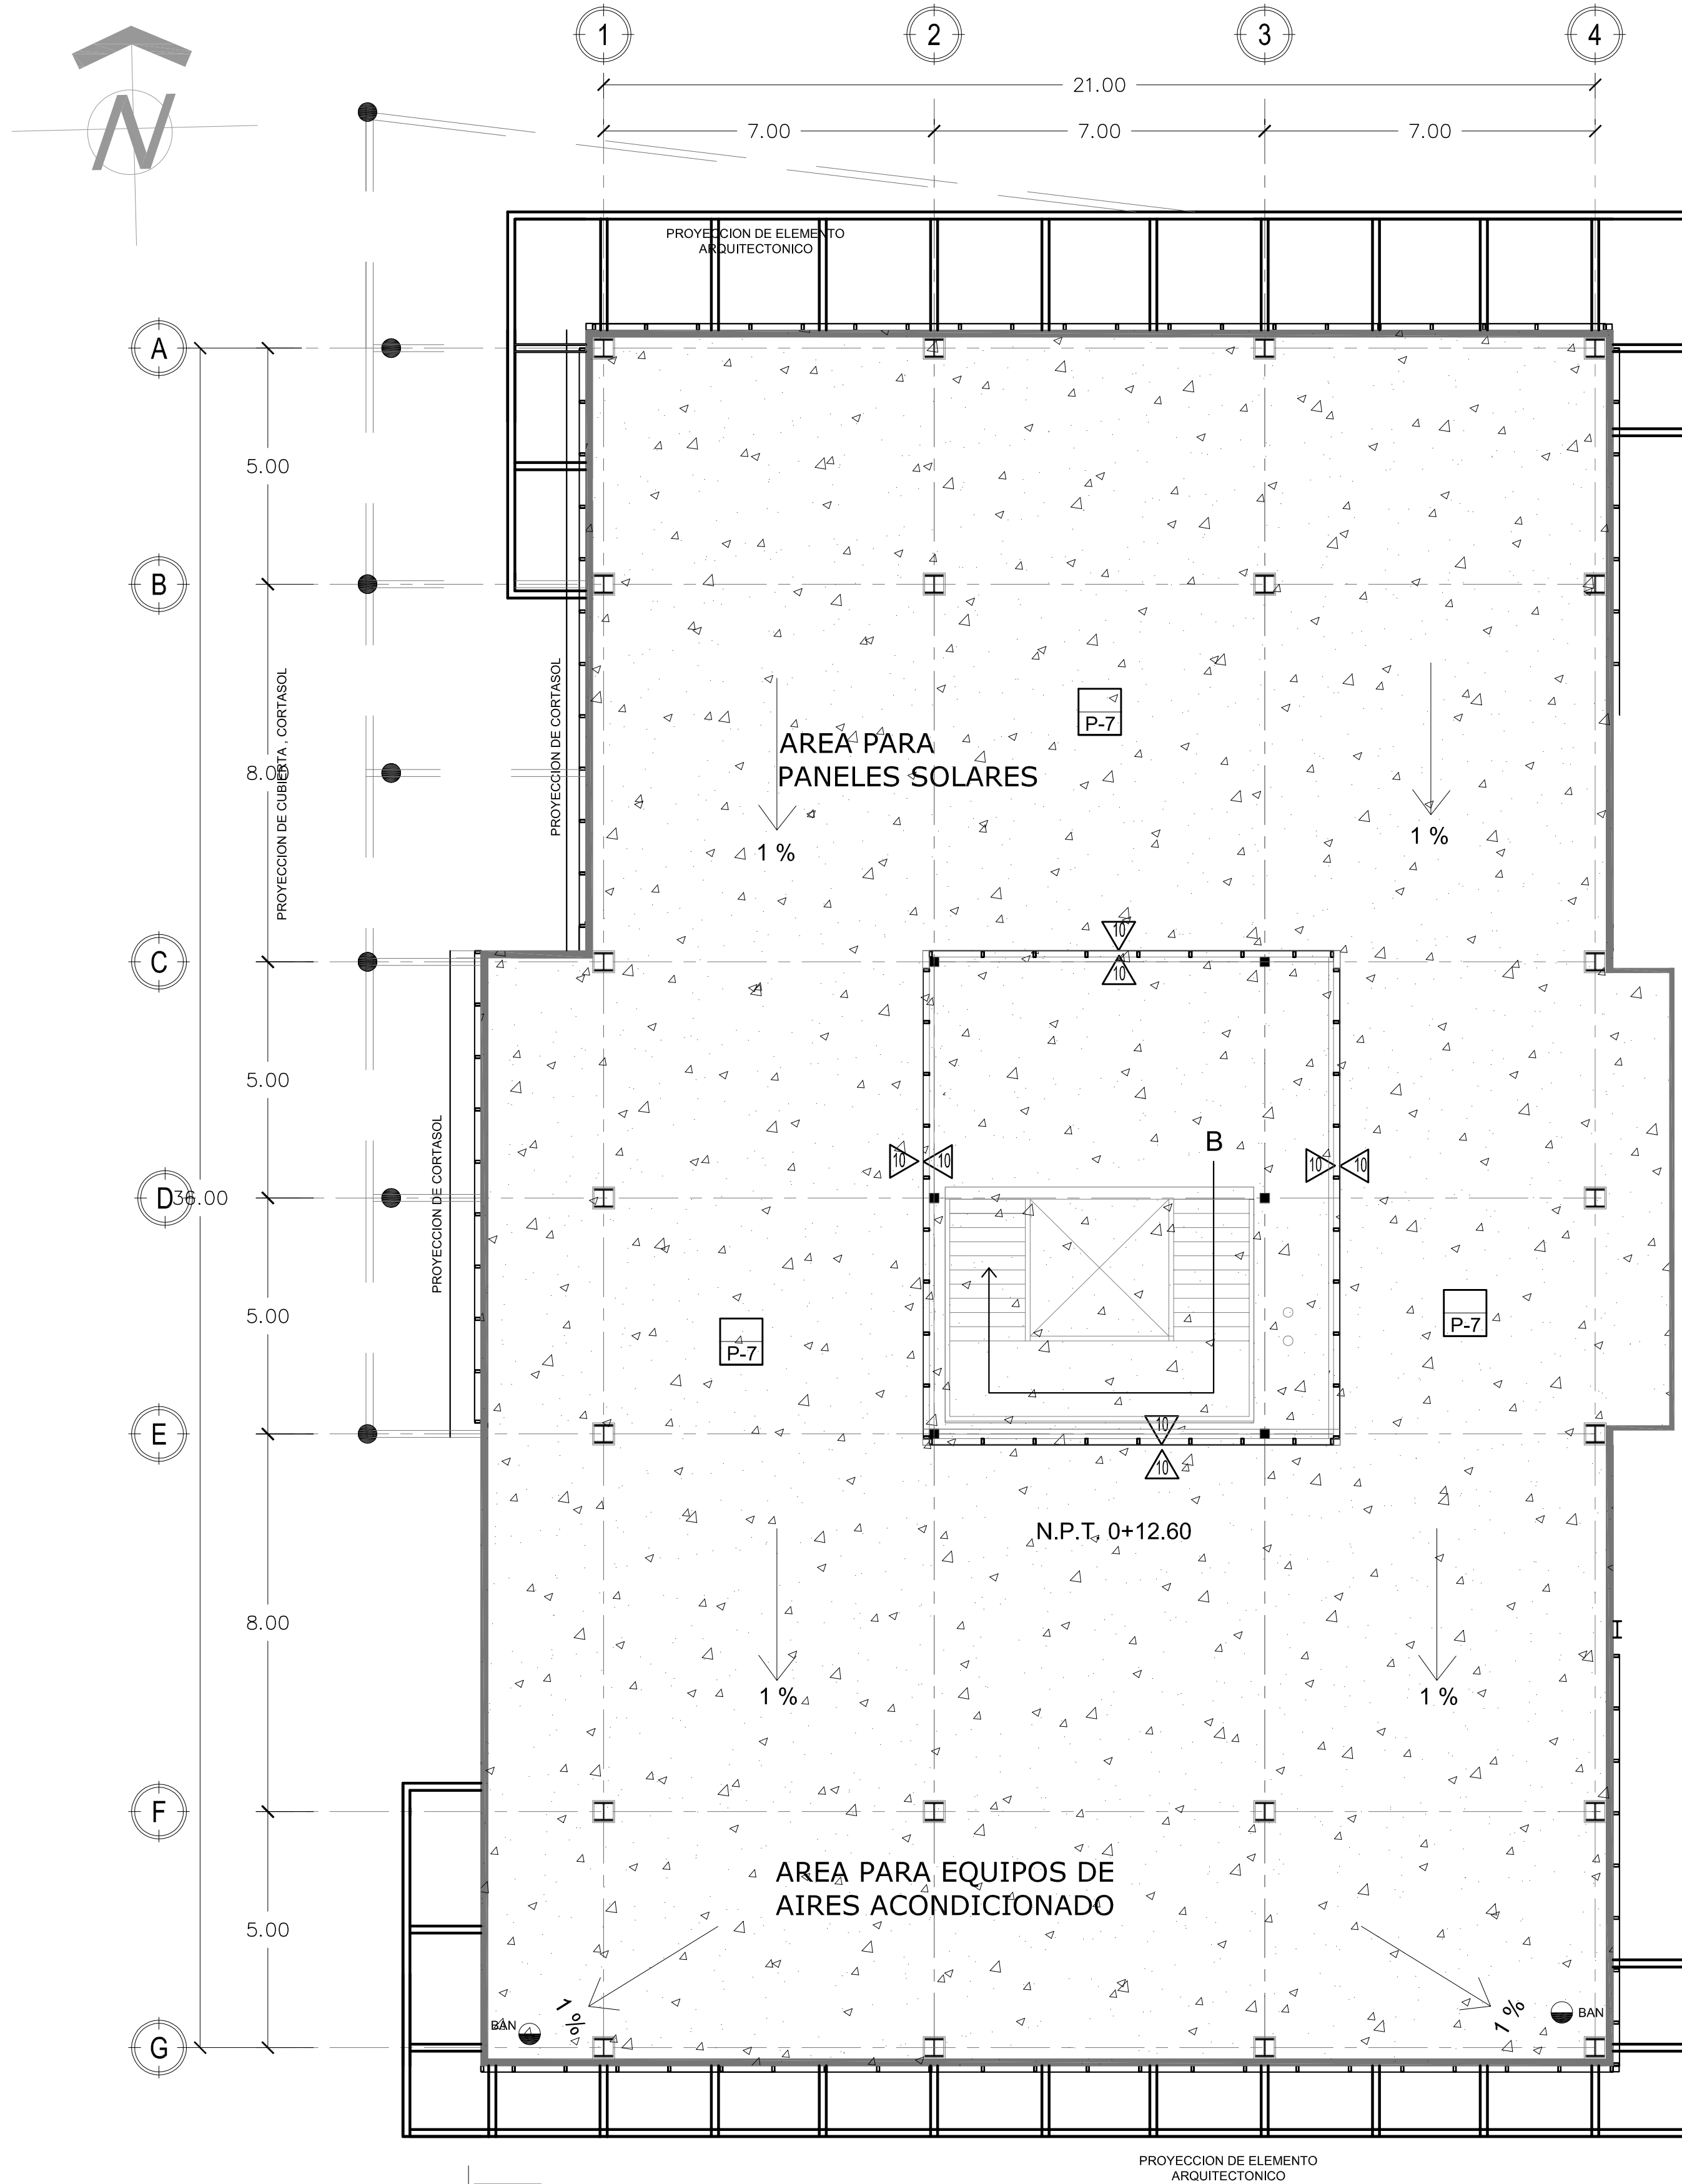 1
2
3
4
21.00
7.00
7.00
7.00
N
PROYECCION DE ELEMENTO
ARQUITECTONICO
A
5.00
B
PROYECCION DE CUBIERTA , CORTASOL
PROYECCION DE CORTASOL
8.00
P-7
AREA PARA
PANELES SOLARES
1 %
1 %
10
10
C
5.00
PROYECCION DE CORTASOL
B
10
10
10
10
D
36.00
5.00
P-7
P-7
E
10
10
N.P.T. 0+12.60
8.00
1 %
1 %
F
AREA PARA EQUIPOS DE
AIRES ACONDICIONADO
5.00
1 %
1 %
BAN
BAN
G
PROYECCION DE ELEMENTO
ARQUITECTONICO